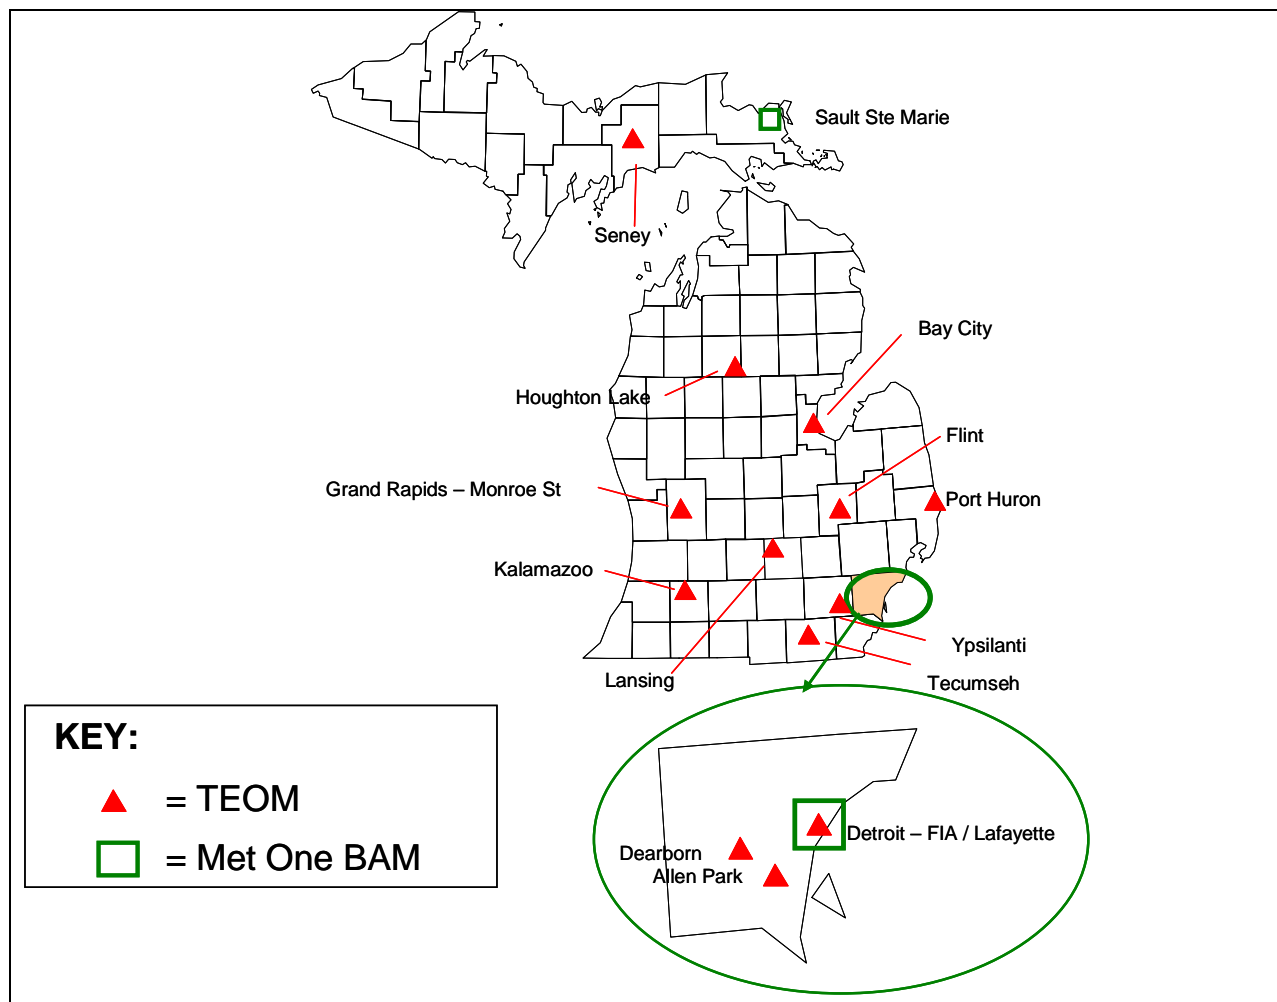 Sault Ste Marie
Seney
Bay City
Houghton Lake
Flint
Grand Rapids – Monroe St
Port Huron
Kalamazoo
Ypsilanti
Lansing
Tecumseh
KEY:
= TEOM
= Met One BAM
Detroit – FIA / Lafayette
Dearborn
Allen Park